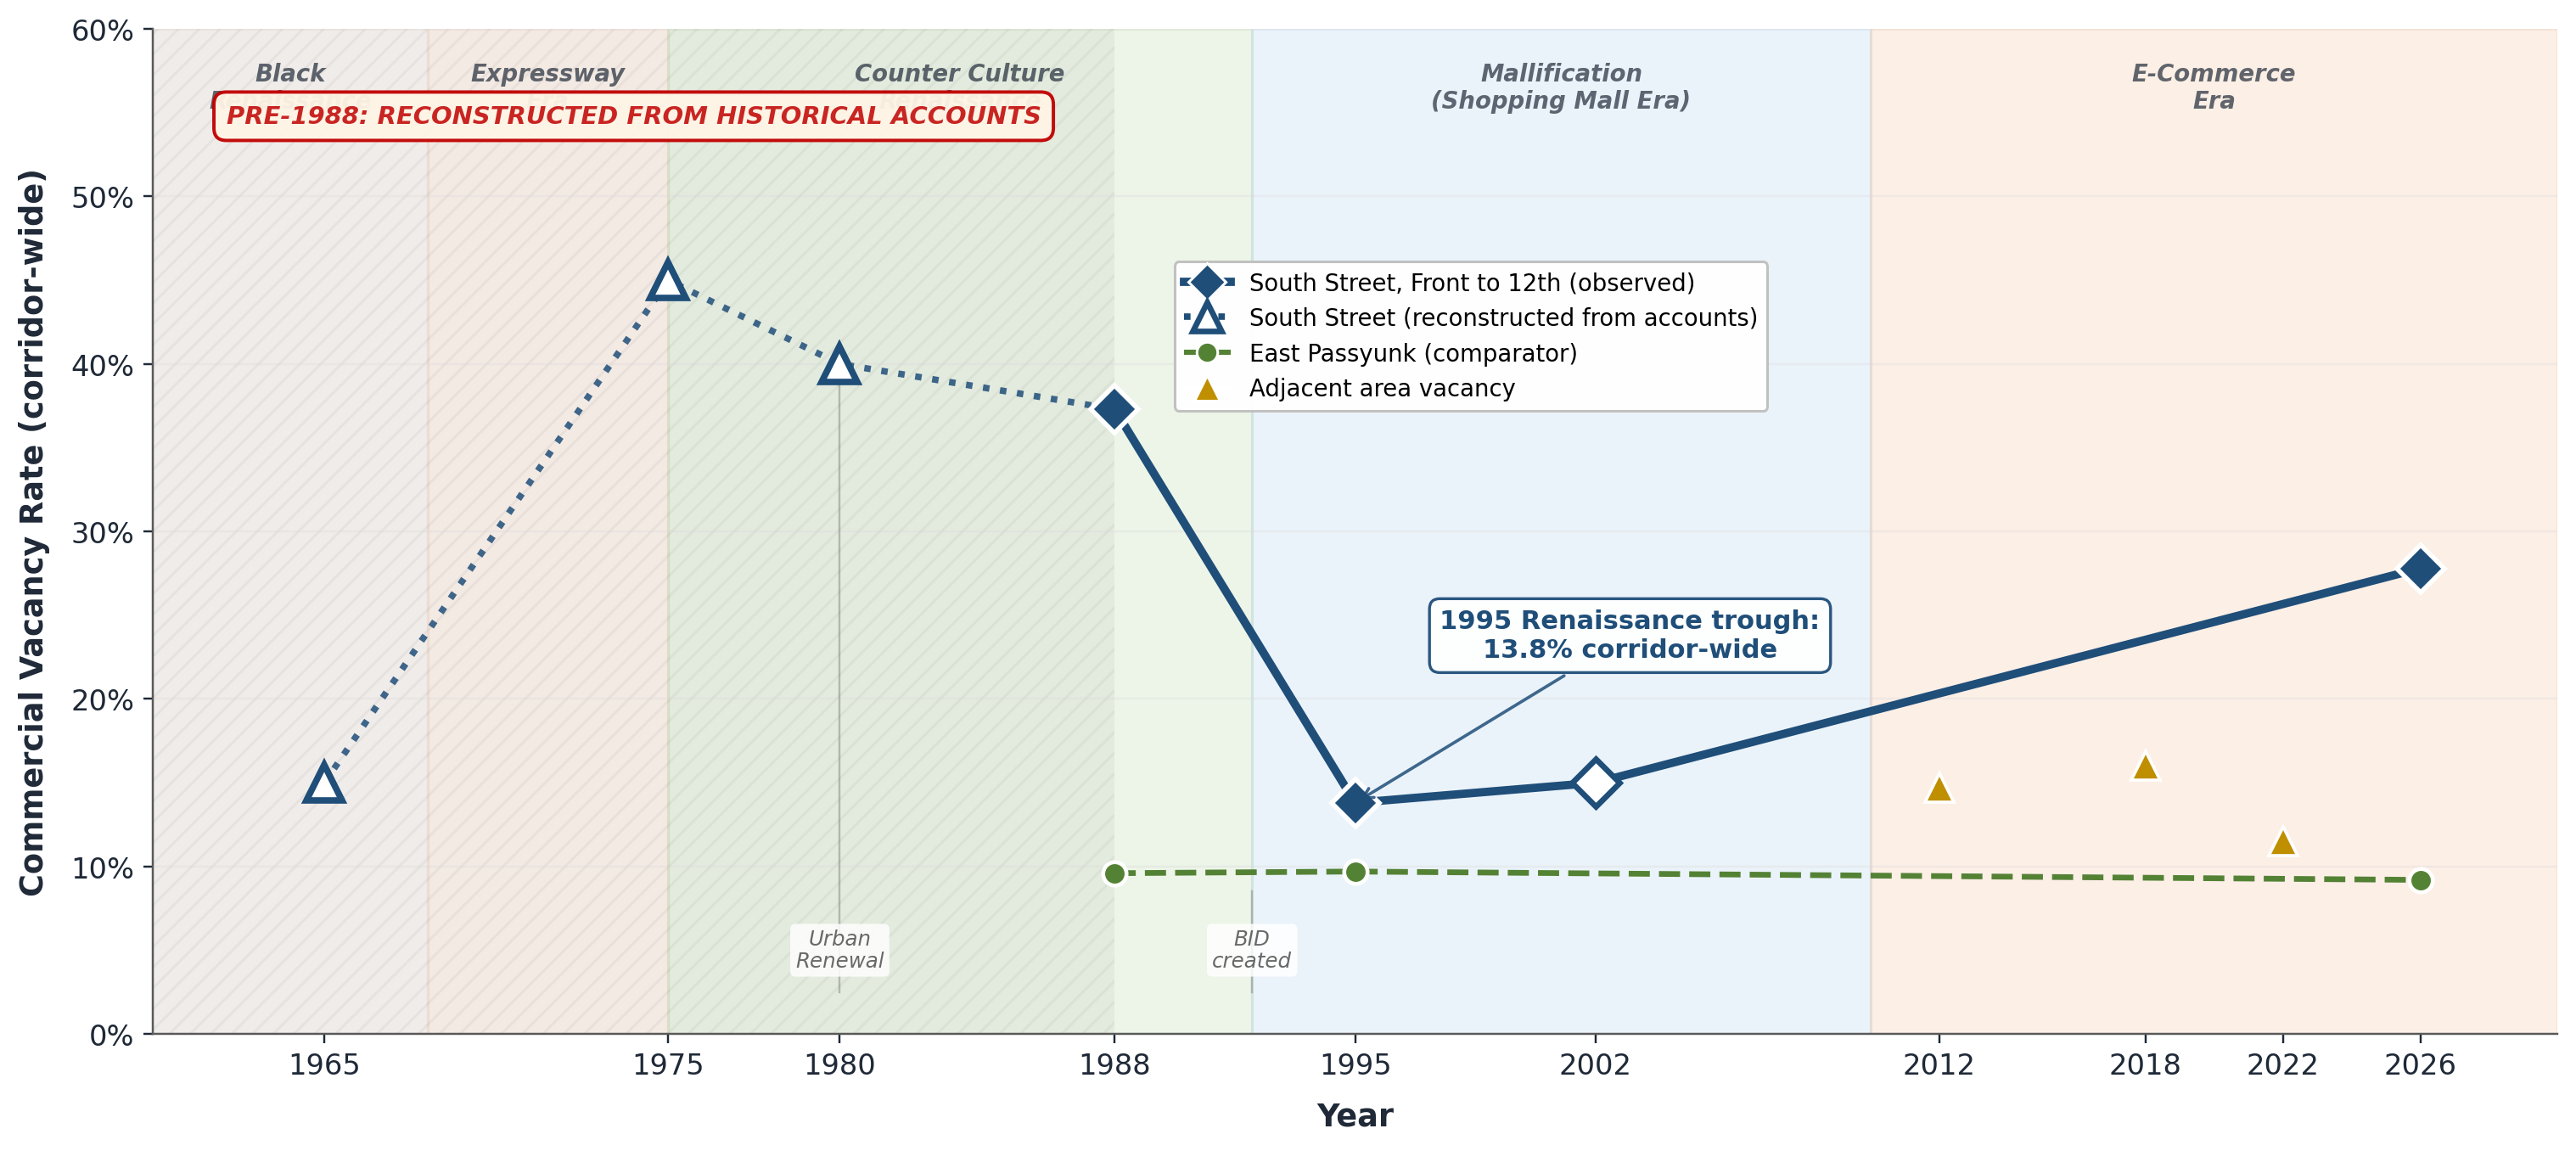 60%
50%
40%
30%
20%
10%
0%
Commercial Vacancy Rate (corridor-wide)
Black
Expressway
Counter Culture
Mallification
(Shopping Mall Era)
E-Commerce
Era
PRE-1988: RECONSTRUCTED FROM HISTORICAL ACCOUNTS
South Street, Front to 12th (observed)
South Street (reconstructed from accounts)
East Passyunk (comparator)
Adjacent area vacancy
1995 Renaissance trough:
13.8% corridor-wide
Urban
Renewal
BID
created
1965
1975
1980
1988
1995
2002
2012
2018
2022
2026
Year